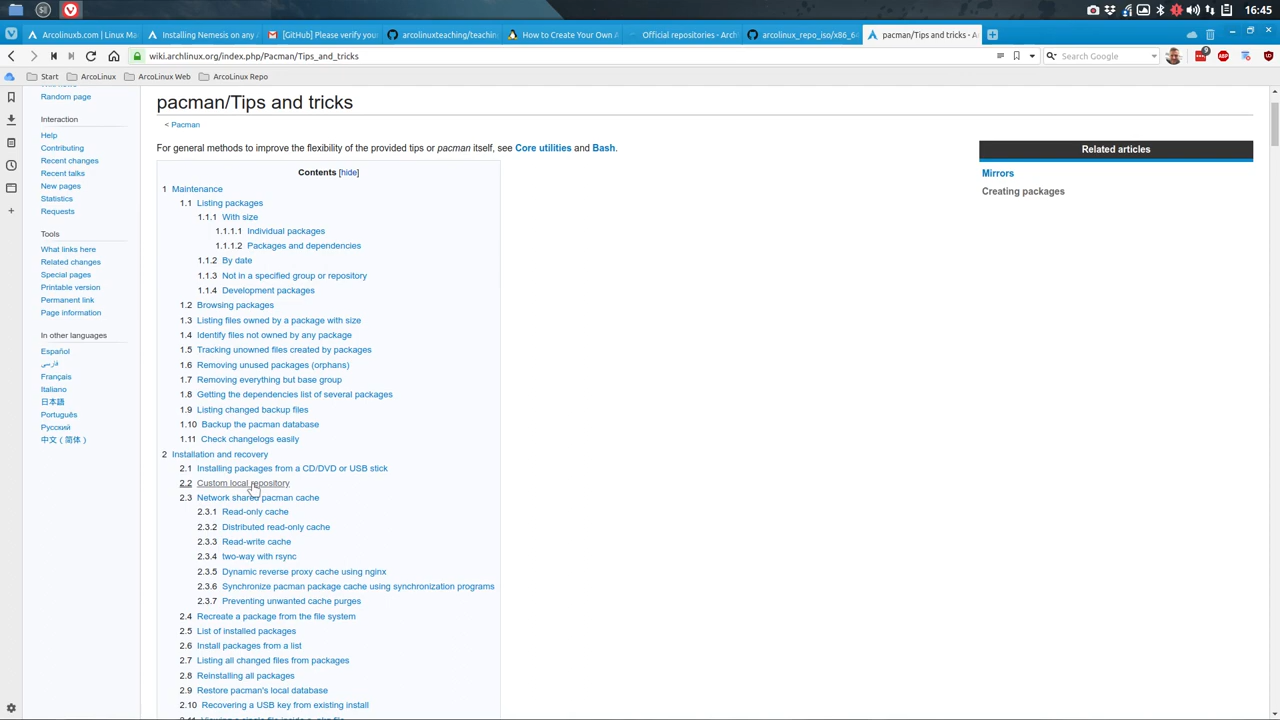 16:45
Arcolinuxb.com | Linux Ma
Installing Nemesis on any
[GitHub] Please verify your
arcolinuxteaching/teaching
How to Create Your Own
Official repositories - Arch
arcolinux_repo_iso/x86_64
pacman/Tips and tricks - A
wiki.archlinux.org/index.php/Pacman/Tips_and_tricks
Search Google
9
Start
ArcoLinux
ArcoLinux Web
ArcoLinux Repo
Random page
Interaction
Help
Contributing
Recent changes
Recent talks
New pages
Statistics
Requests
Tools
What links here
Related changes
Special pages
Printable version
Permanent link
Page information
In other languages
Español
فارسی
Français
Italiano
日本語
Português
Русский
中文（简体）
pacman/Tips and tricks
< Pacman
For general methods to improve the flexibility of the provided tips or pacman itself, see Core utilities and Bash.
Contents [hide]
1 Maintenance
1.1 Listing packages
1.1.1 With size
1.1.1.1 Individual packages
1.1.1.2 Packages and dependencies
1.1.2 By date
1.1.3 Not in a specified group or repository
1.1.4 Development packages
1.2 Browsing packages
1.3 Listing files owned by a package with size
1.4 Identify files not owned by any package
1.5 Tracking unowned files created by packages
1.6 Removing unused packages (orphans)
1.7 Removing everything but base group
1.8 Getting the dependencies list of several packages
1.9 Listing changed backup files
1.10 Backup the pacman database
1.11 Check changelogs easily
2 Installation and recovery
2.1 Installing packages from a CD/DVD or USB stick
2.2 Custom local repository
2.3 Network shared pacman cache
2.3.1 Read-only cache
2.3.2 Distributed read-only cache
2.3.3 Read-write cache
2.3.4 two-way with rsync
2.3.5 Dynamic reverse proxy cache using nginx
2.3.6 Synchronize pacman package cache using synchronization programs
2.3.7 Preventing unwanted cache purges
2.4 Recreate a package from the file system
2.5 List of installed packages
2.6 Install packages from a list
2.7 Listing all changed files from packages
2.8 Reinstalling all packages
2.9 Restore pacman's local database
2.10 Recovering a USB key from existing install
Related articles
Mirrors
Creating packages